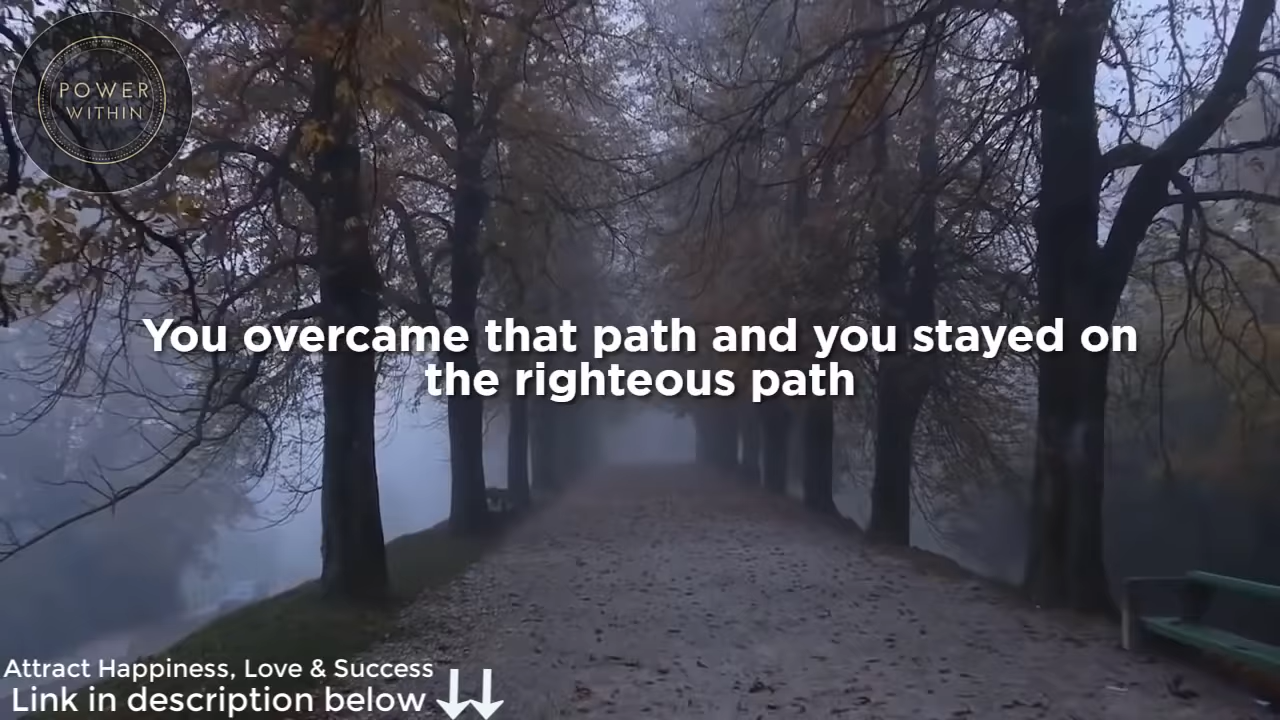 POWER
WITHIN
You overcame that path and you stayed on
the righteous path
Attract Happiness, Love & Success
Link in description below